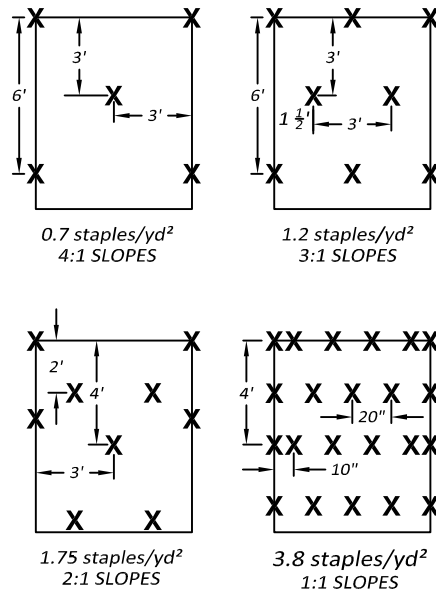 3'
6'
3'
0.7 staples/yd²
4:1 SLOPES
3'
6'
1 1/2'
3'
1.2 staples/yd²
3:1 SLOPES
2'
4'
3'
1.75 staples/yd²
2:1 SLOPES
4'
20"
10"
3.8 staples/yd²
1:1 SLOPES